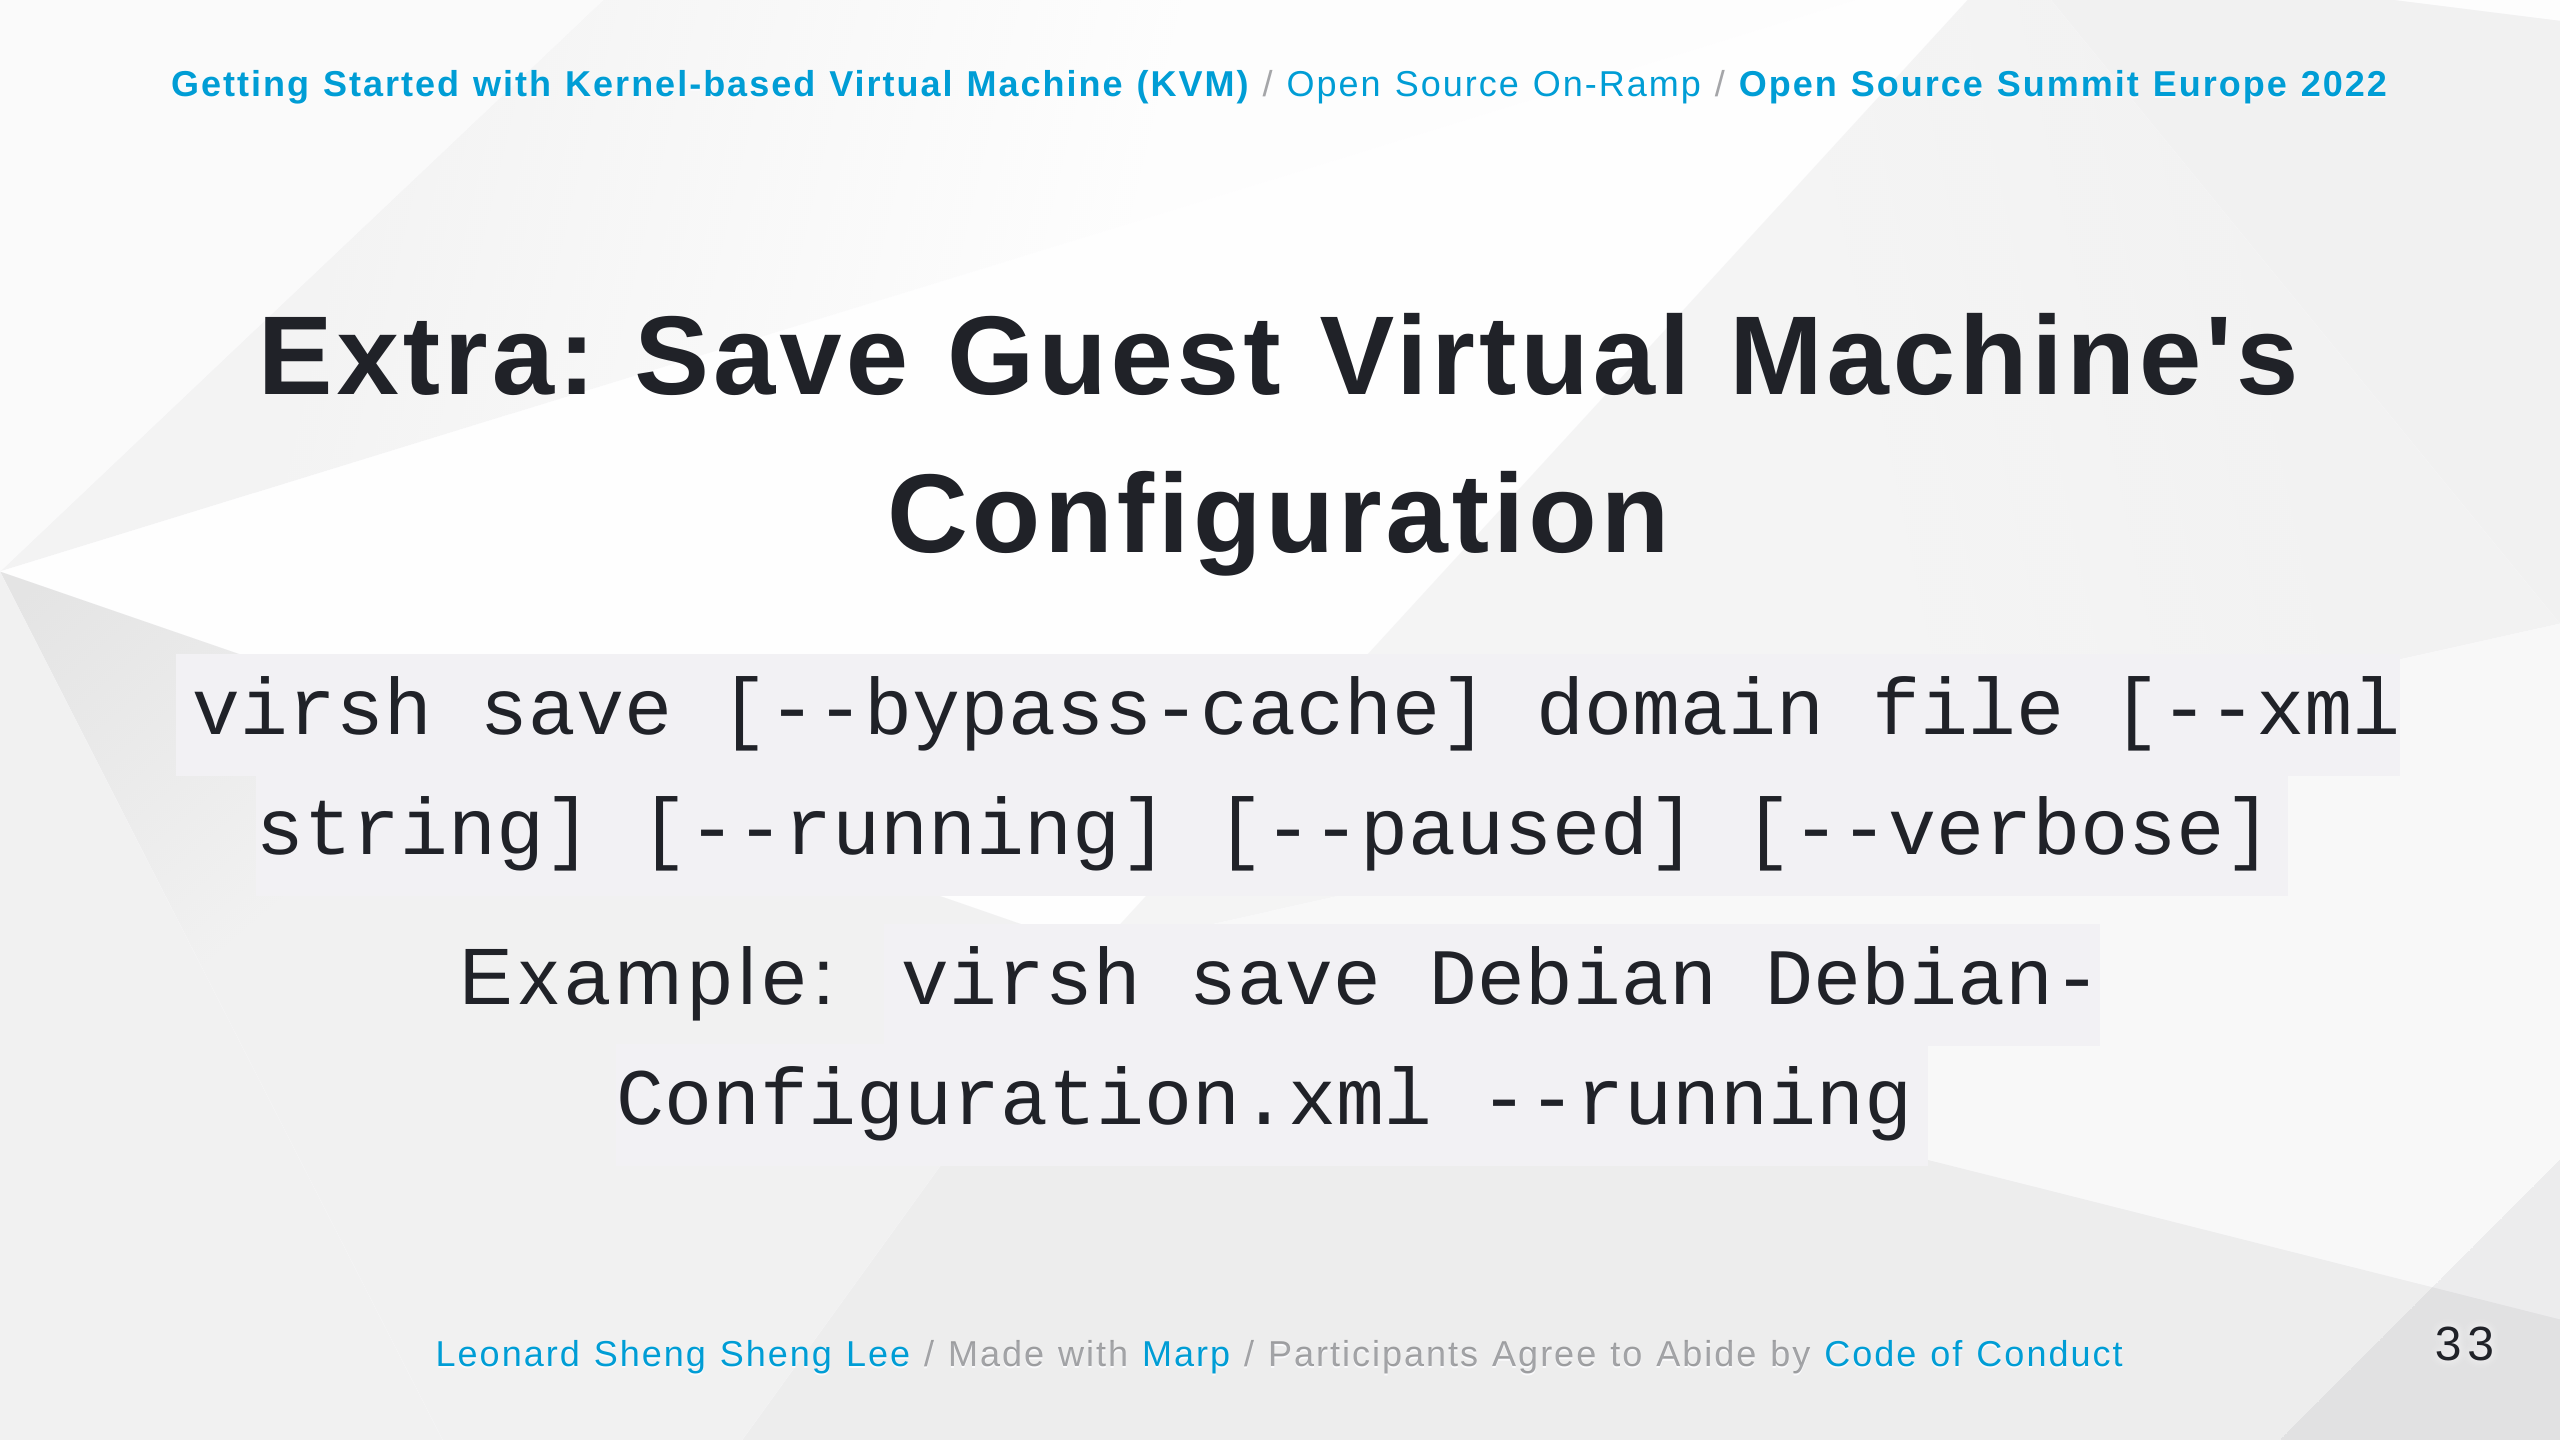 Getting Started with Kernel-based Virtual Machine (KVM) / Open Source On-Ramp / Open Source Summit Europe 2022
Extra: Save Guest Virtual Machine's
Configuration
virsh save [--bypass-cache] domain file [--xml
string] [--running] [--paused] [--verbose]
Example: virsh save Debian Debian-
Configuration.xml --running
Leonard Sheng Sheng Lee / Made with Marp / Participants Agree to Abide by Code of Conduct
33